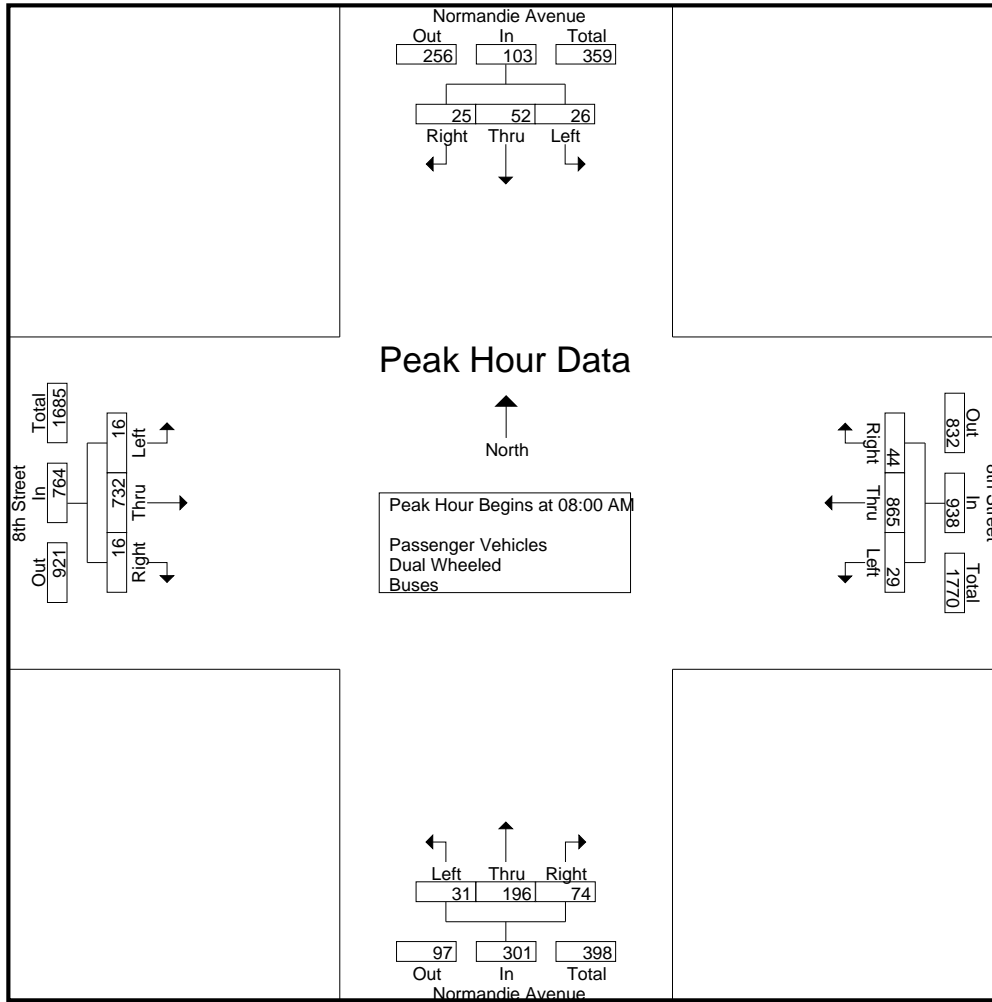 Normandie Avenue
Out In Total
256 103 359
25 52 26
Right Thru Left
Peak Hour Data
North
Peak Hour Begins at 08:00 AM
Passenger Vehicles
Dual Wheeled
Buses
8th Street
Total In Out
1685 764 921
16 732 16
Left Thru Right
Right Thru Left
44 865 29
Out In Total
832 938 1770
8th Street
Left Thru Right
31 196 74
97 301 398
Out In Total
Normandie Avenue